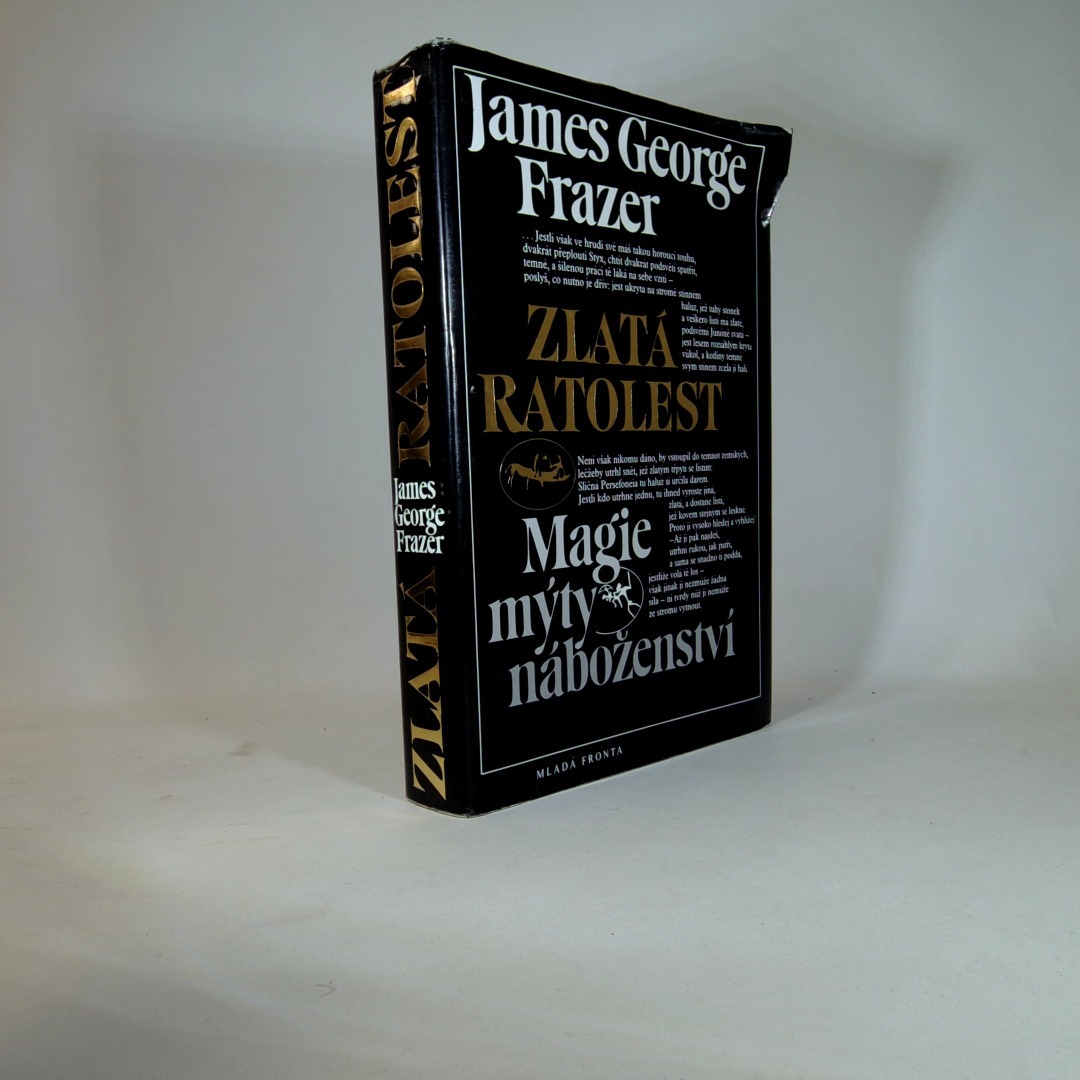 ZLATÁ RATOLEST
James
George
Frazer
James George
Frazer
...Jestli však ve hrudi své máš takou horoucí touhu,
dvakrát přeplouti Styx, chtít dvakrát podsvětí spatřit,
temné, a šílenou práci tě láká na sebe vzíti –
poslyš, co nutno je dřív: jest ukryta na stromě stinném
haluz, jež tuhý stonek
a veškero listí má zlaté,
podsvětní Junóně svatá –
jest lesem rozsáhlým kryta
vůkol, a kotliny temné
svým stínem zcela ji halí.
ZLATÁ
RATOLEST
Není však nikomu dáno, by vstoupil do temnot zemských,
lečžeby utrhl snět, jež zlatým třpytí se listím:
Sličná Persefoneia tu haluz si určila darem.
Jestli kdo utrhne jednu, tu ihned vyroste jiná,
zlatá, a dostane listí,
jež kovem stejným se leskne.
Proto ji vysoko hledej a vyhlížej
–Až ji pak najdeš,
utrhni rukou, jak patří,
a sama se snadno ti poddá,
jestliže volá tě los –
však jinak ji nezmůže žádná
síla – ni tvrdý nůž ji nemůže
ze stromu vytnout.
Magie
mýty
náboženství
MLADÁ FRONTA